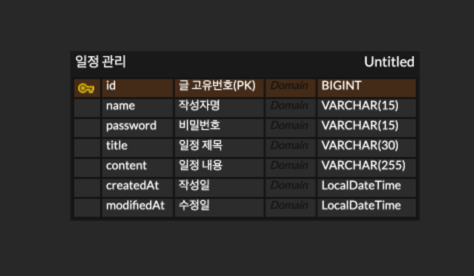 일정 관리 Untitled
id 글 고유번호(PK) Domain BIGINT
name 작성자명 Domain VARCHAR(15)
password 비밀번호 Domain VARCHAR(15)
title 일정 제목 Domain VARCHAR(30)
content 일정 내용 Domain VARCHAR(255)
createdAt 작성일 Domain LocalDateTime
modifiedAt 수정일 Domain LocalDateTime